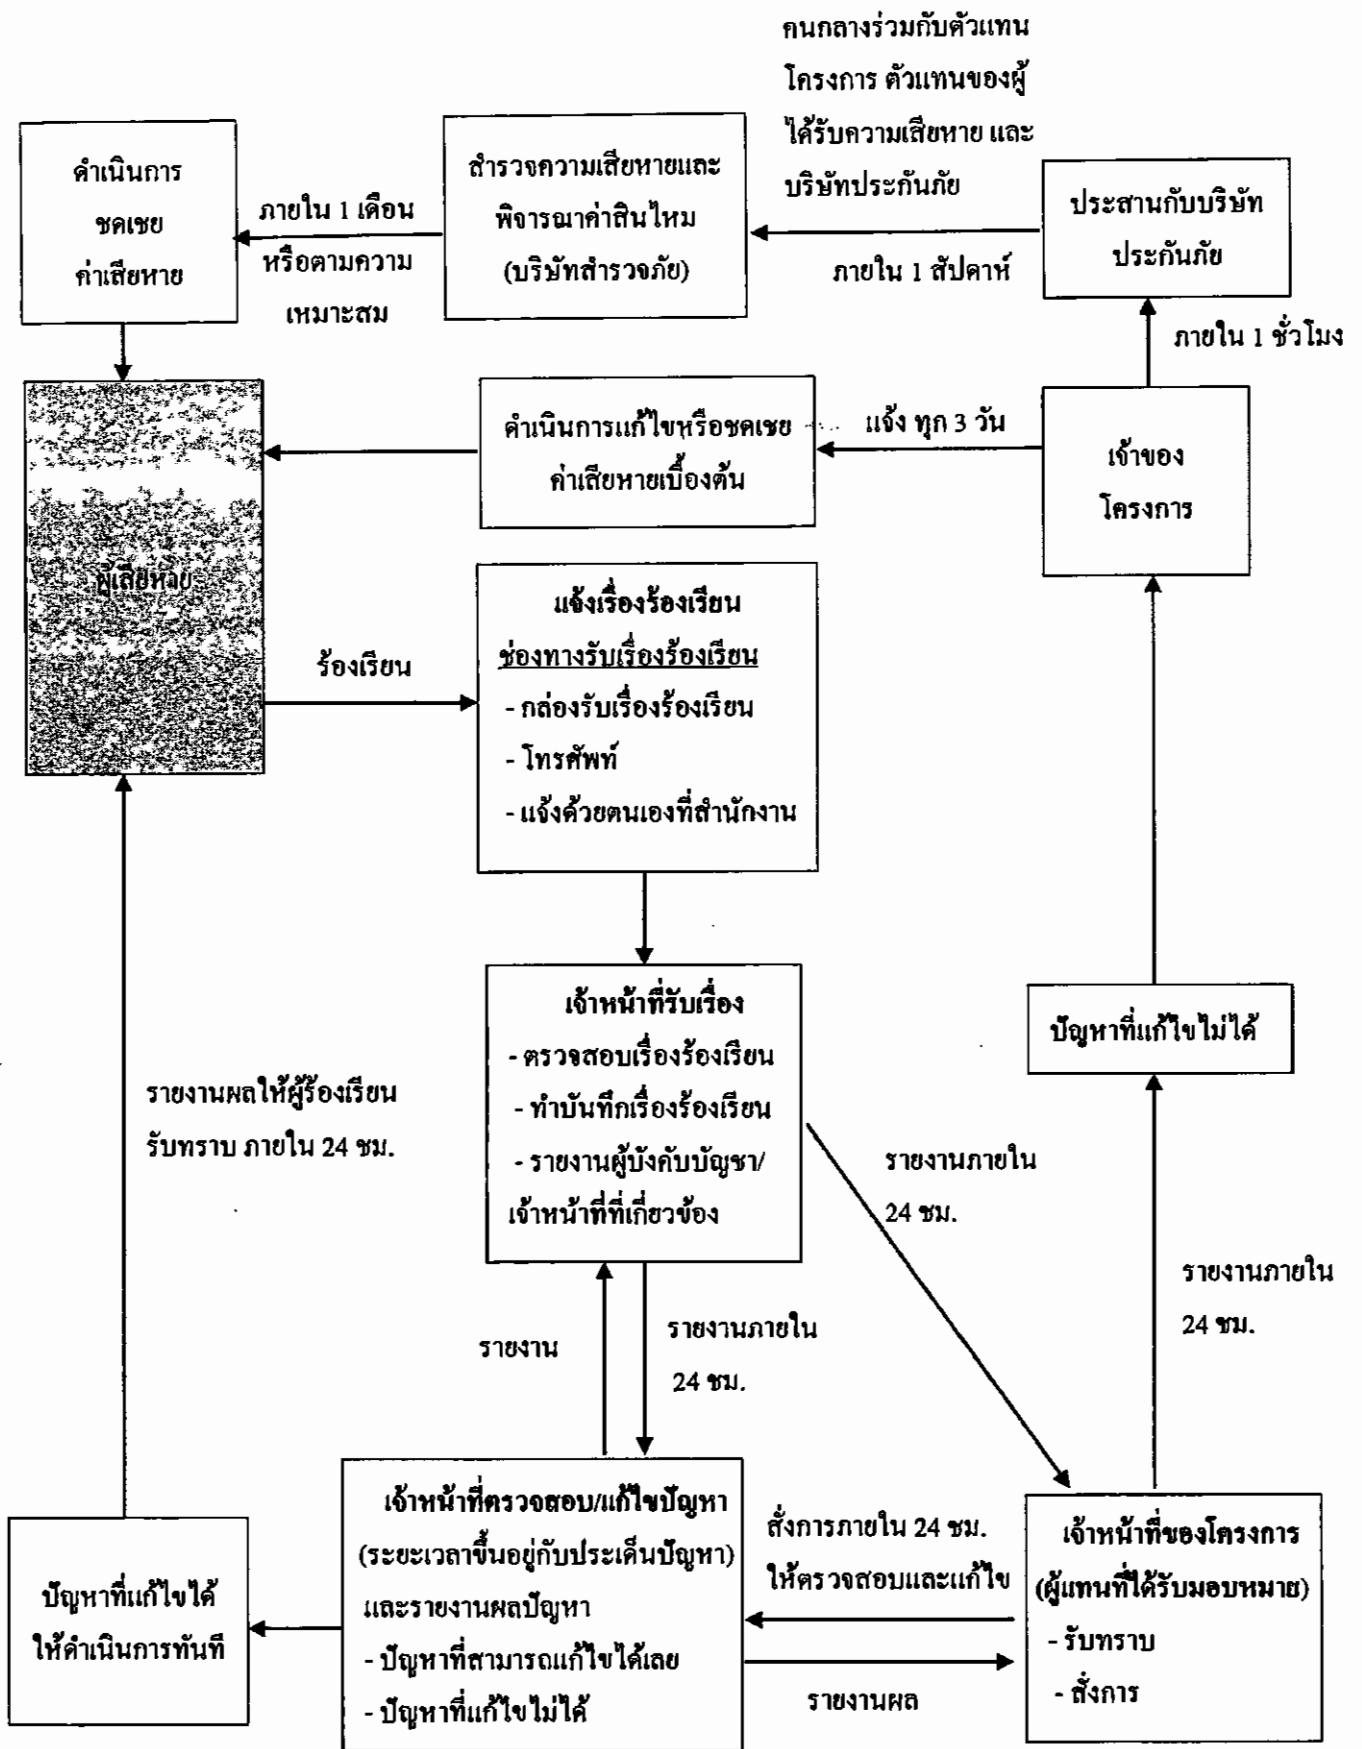 คนกลางร่วมกับตัวแทน
โครงการ ตัวแทนของผู้
ได้รับความเสียหาย และ
บริษัทประกันภัย
ดำเนินการ
ชดเชย
ค่าเสียหาย
ภายใน 1 เดือน
หรือตามความ
เหมาะสม
สำรวจความเสียหายและ
พิจารณาค่าสินไหม
(บริษัทสำรวจภัย)
ภายใน 1 สัปดาห์
ประสานกับบริษัท
ประกันภัย
ภายใน 1 ชั่วโมง
ดำเนินการแก้ไขหรือชดเชย
ค่าเสียหายเบื้องต้น
แจ้ง ทุก 3 วัน
เจ้าของ
โครงการ
ผู้เสียหาย
ร้องเรียน
แจ้งเรื่องร้องเรียน
ช่องทางรับเรื่องร้องเรียน
- กล่องรับเรื่องร้องเรียน
- โทรศัพท์
- แจ้งด้วยตนเองที่สำนักงาน
เจ้าหน้าที่รับเรื่อง
- ตรวจสอบเรื่องร้องเรียน
- ทำบันทึกเรื่องร้องเรียน
- รายงานผู้บังคับบัญชา/
เจ้าหน้าที่ที่เกี่ยวข้อง
ปัญหาที่แก้ไขไม่ได้
รายงานผลให้ผู้ร้องเรียน
รับทราบ ภายใน 24 ชม.
รายงานภายใน
24 ชม.
รายงานภายใน
24 ชม.
รายงาน
รายงานภายใน
24 ชม.
ปัญหาที่แก้ไขได้
ให้ดำเนินการทันที
เจ้าหน้าที่ตรวจสอบ/แก้ไขปัญหา
(ระยะเวลาขึ้นอยู่กับประเด็นปัญหา)
และรายงานผลปัญหา
- ปัญหาที่สามารถแก้ไขได้เลย
- ปัญหาที่แก้ไขไม่ได้
สั่งการภายใน 24 ชม.
ให้ตรวจสอบและแก้ไข
รายงานผล
เจ้าหน้าที่ของโครงการ
(ผู้แทนที่ได้รับมอบหมาย)
- รับทราบ
- สั่งการ